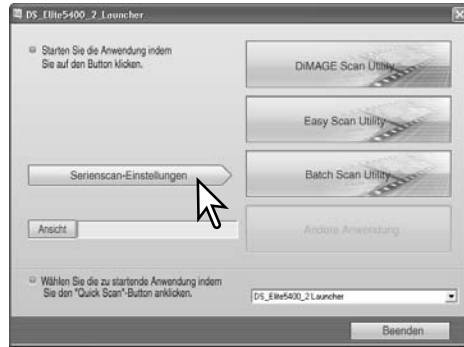 DS_Elite5400_2_Launcher
Starten Sie die Anwendung indem
Sie auf den Button klicken.
DiMAGE Scan Utility
Easy Scan Utility
Serienscan-Einstellungen
Batch Scan Utility
Ansicht
Andere Anwendung
Wählen Sie die zu startende Anwendung indem
Sie den "Quick Scan"-Button anklicken.
DS_Elite5400_2 Launcher
Beenden